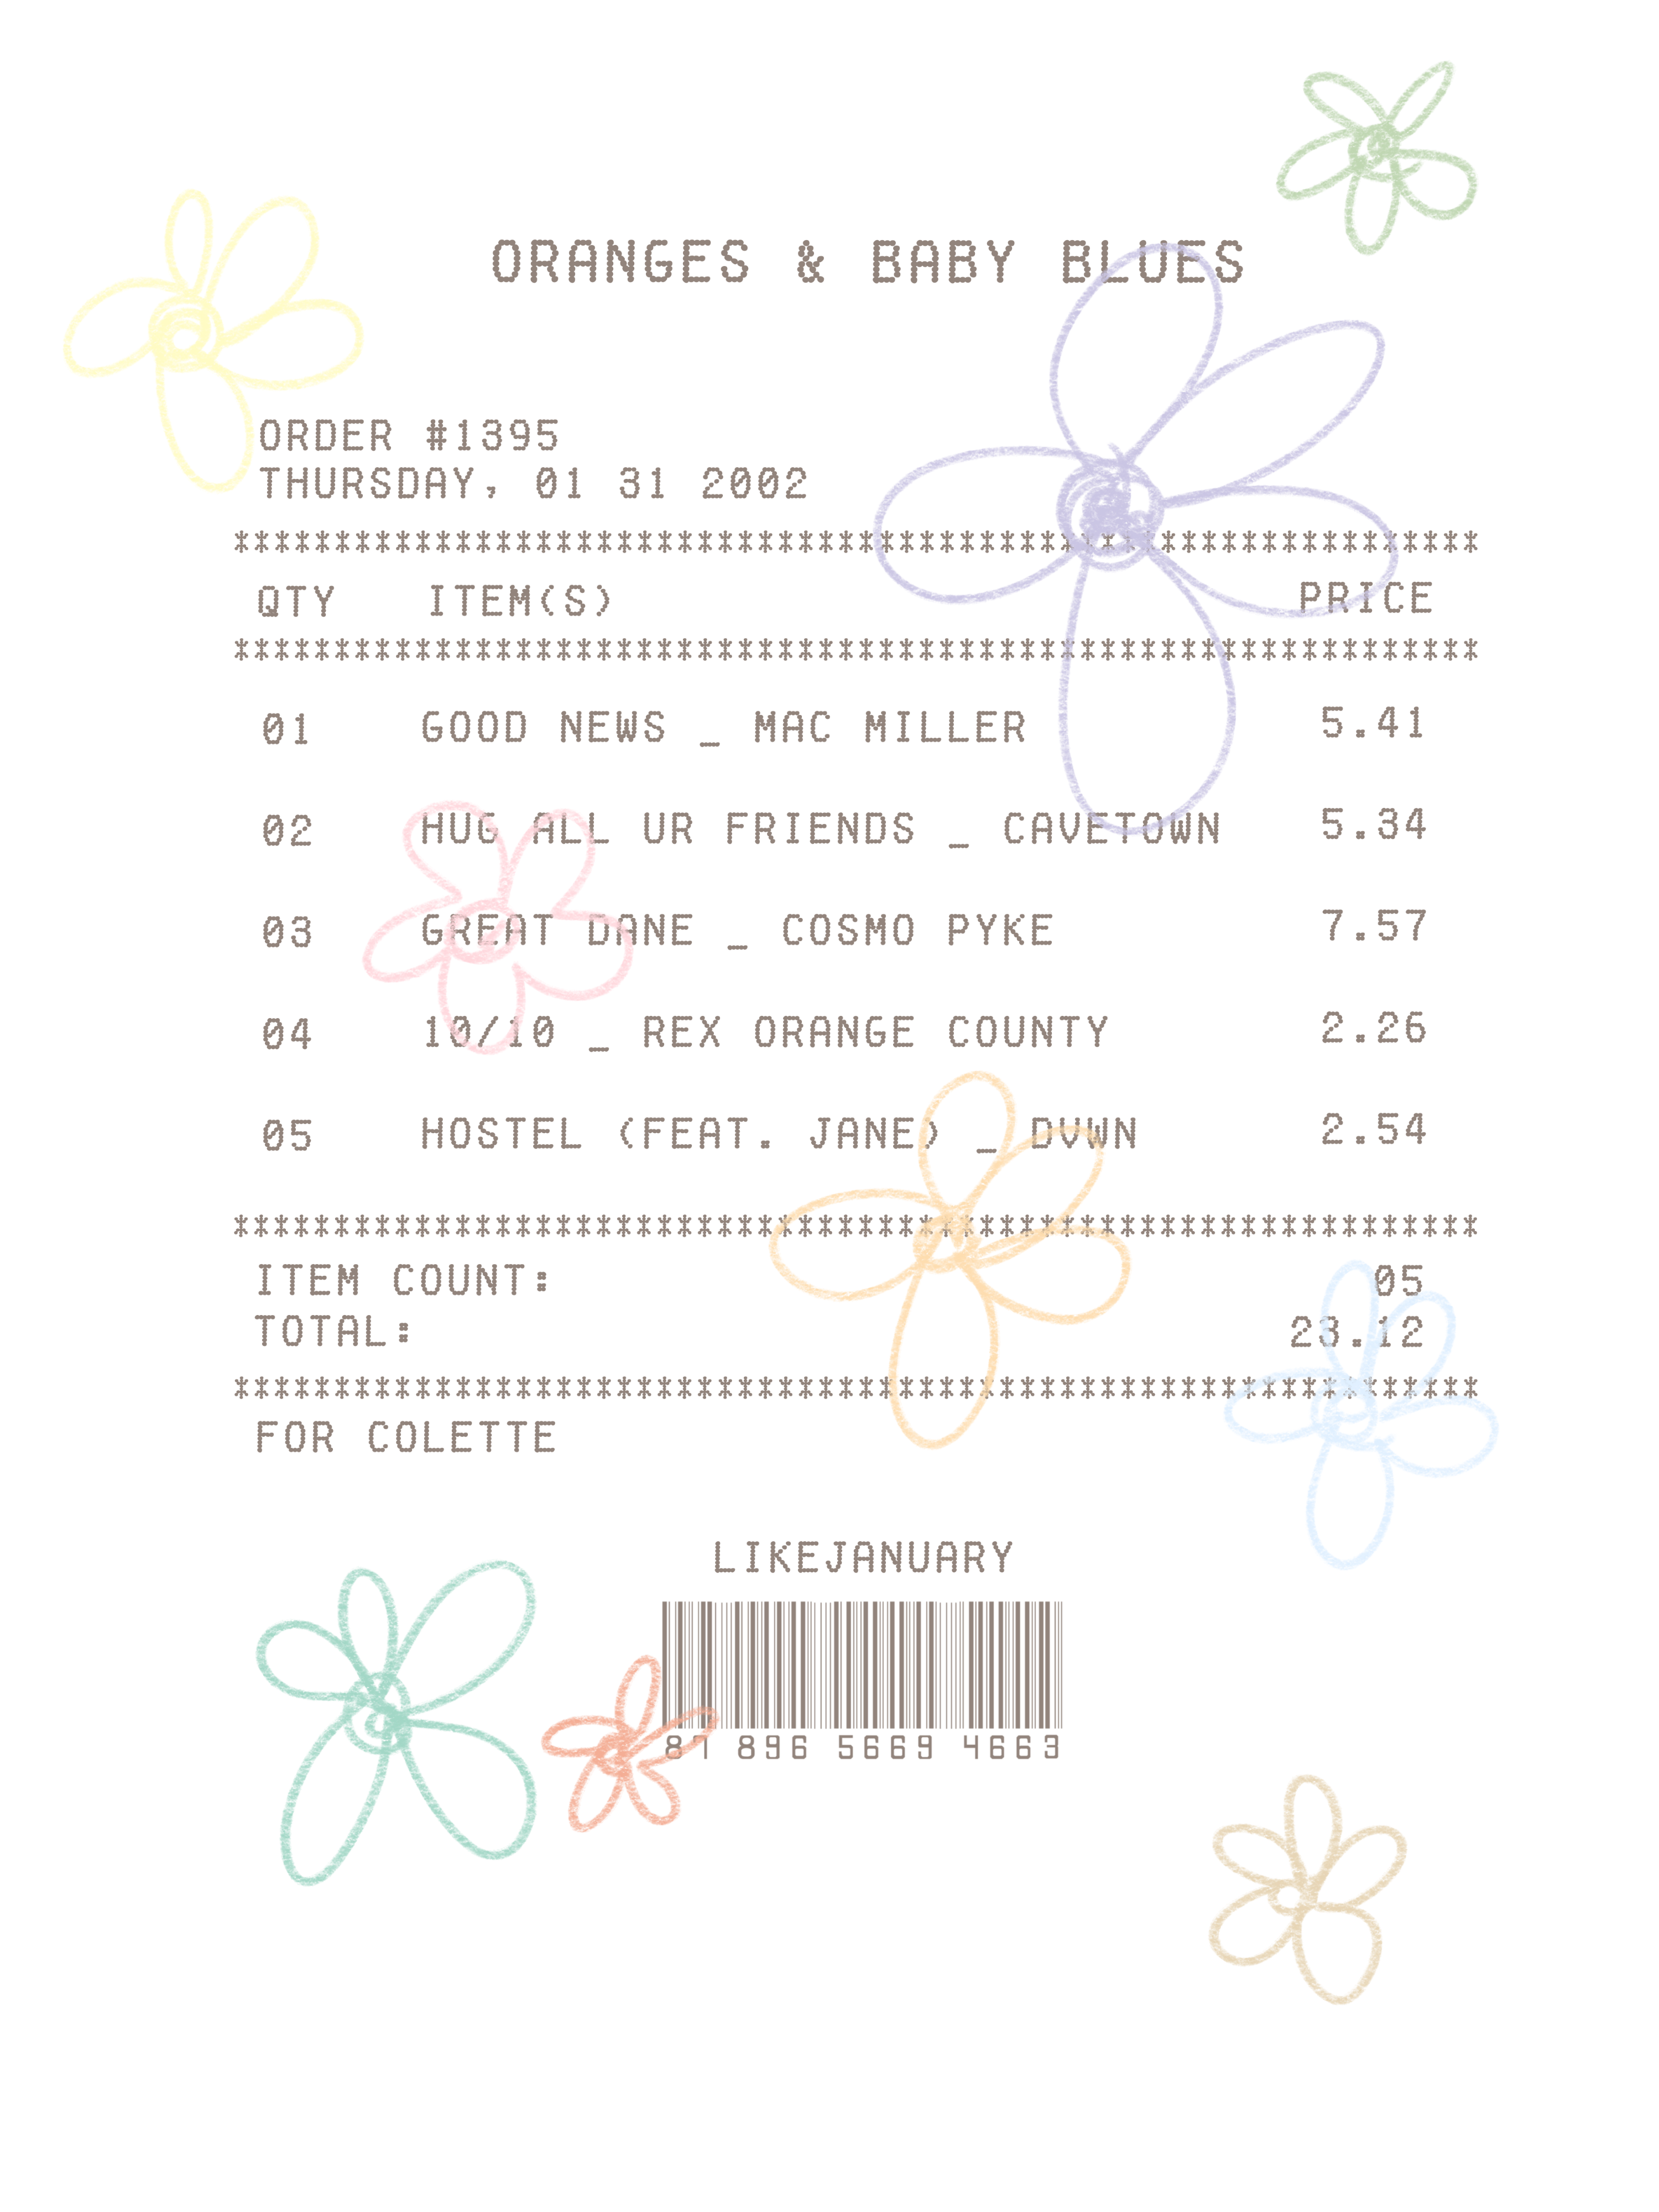 ORANGES & BABY BLUES
ORDER #1395
THURSDAY, 01 31 2002
**************************************************************
QTY ITEM(S) PRICE
**************************************************************
01 GOOD NEWS _ MAC MILLER 5.41
02 HUG ALL UR FRIENDS _ CAVETOWN 5.34
03 GREAT DANE _ COSMO PYKE 7.57
04 10/10 _ REX ORANGE COUNTY 2.26
05 HOSTEL (FEAT. JANE) _ DVWN 2.54
**************************************************************
ITEM COUNT: 05
TOTAL: 23.12
**************************************************************
FOR COLETTE
LIKEJANUARY
87 896 5669 4663